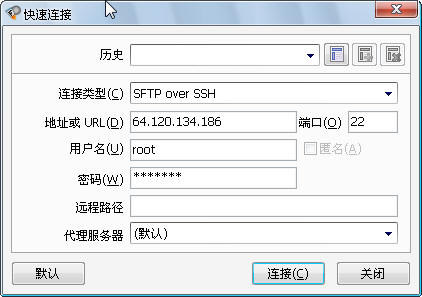 快速连接
历史
连接类型(C) SFTP over SSH
地址或 URL(D) 64.120.134.186 端口(O) 22
用户名(U) root 匿名(A)
密码(W) *******
远程路径
代理服务器 (默认)
默认 连接(C) 关闭